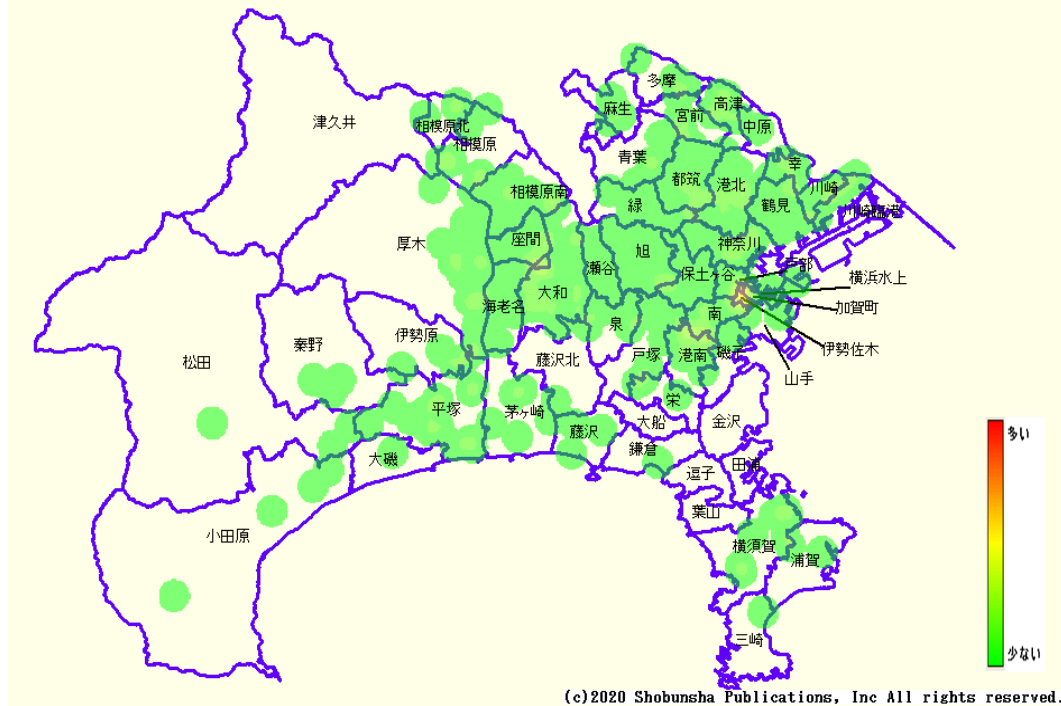 多摩
麻生
宮前
高津
中原
津久井
相模原北
相模原
青葉
幸
都筑
港北
川崎
相模原南
緑
鶴見
川崎臨港
厚木
座間
旭
神奈川
瀬谷
戸部
保土ヶ谷
横浜水上
大和
海老名
加賀町
南
泉
伊勢原
秦野
伊勢佐木
磯子
戸塚
港南
藤沢北
松田
山手
栄
平塚
茅ヶ崎
大船
金沢
藤沢
鎌倉
多い
大磯
田浦
逗子
葉山
小田原
横須賀
浦賀
三崎
少ない
(c)2020 Shobunsha Publications, Inc All rights reserved.